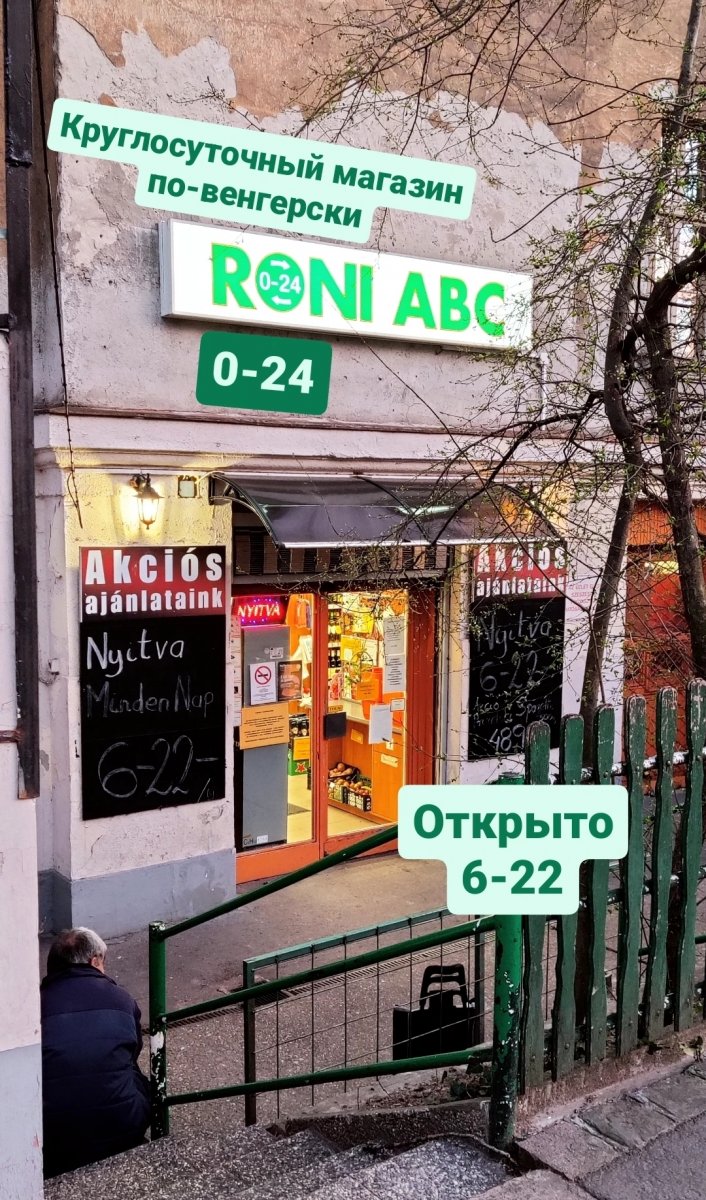 Круглосуточный магазин
по-венгерски
RONI ABC
0-24
0-24
Akciós
ajánlataink
Nyitva
Minden Nap
6-22-
NYITVA
Akciós
ajánlataink
Nyitva
6-22
Открыто
6-22